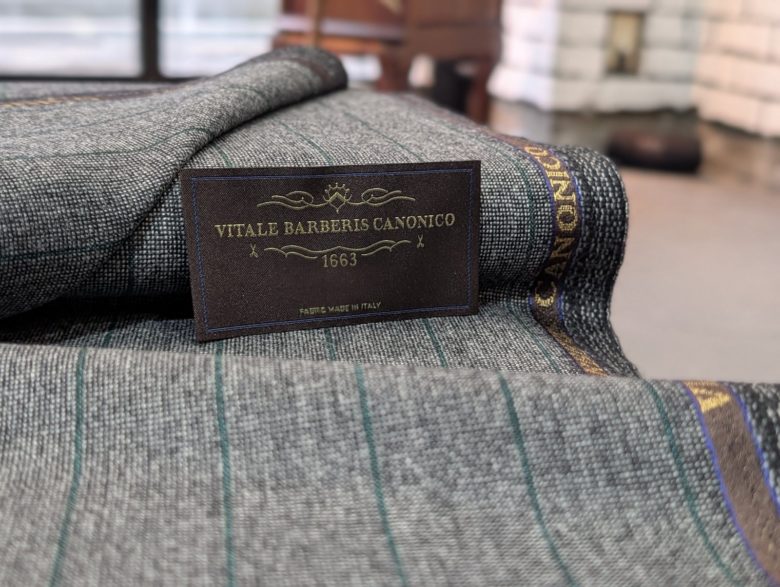 VITALE BARBERIS CANONICO
1663
FABRIC MADE IN ITALY
CANONICO